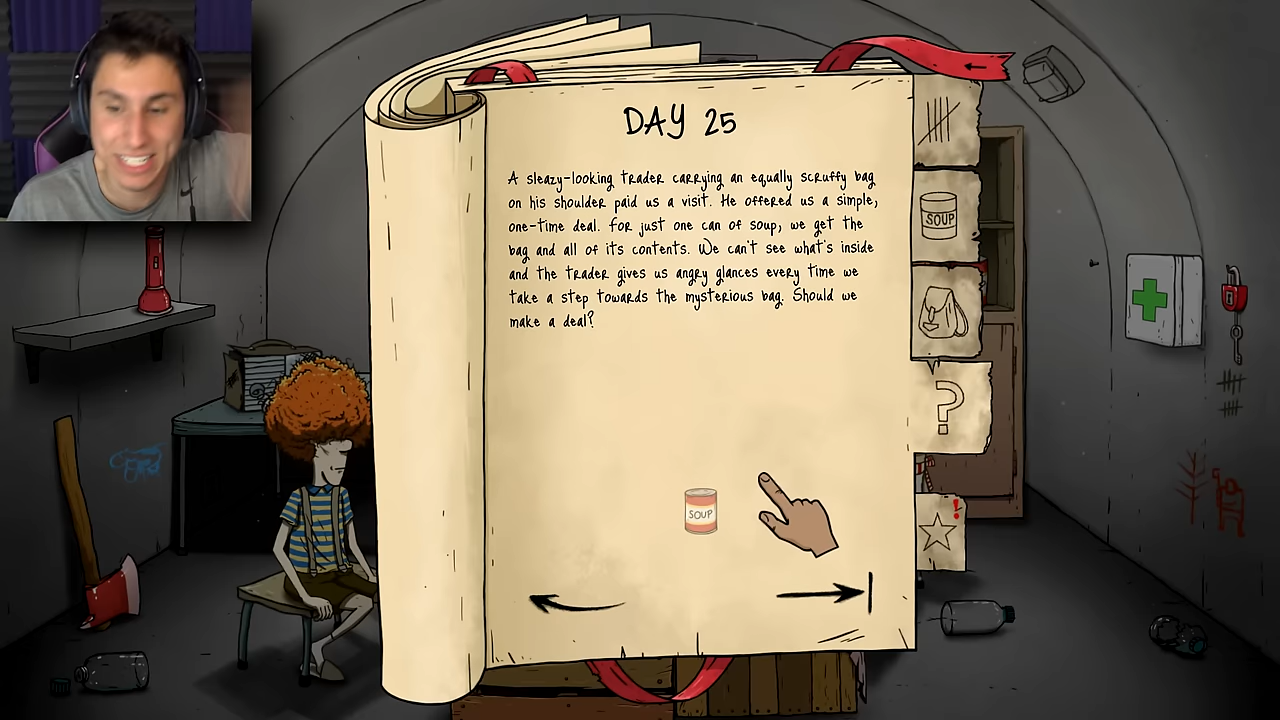 DAY 25
A sleazy-looking trader carrying an equally scruffy bag
on his shoulder paid us a visit. He offered us a simple,
one-time deal. For just one can of soup, we get the
bag and all of its contents. We can't see what's inside
and the trader gives us angry glances every time we
take a step towards the mysterious bag. Should we
make a deal?
SOUP
SOUP
?
!